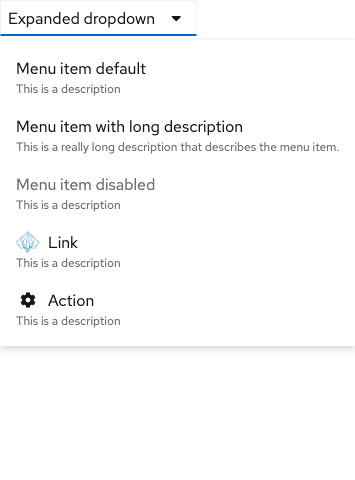 Expanded dropdown
Menu item default
This is a description
Menu item with long description
This is a really long description that describes the menu item.
Menu item disabled
This is a description
Link
This is a description
Action
This is a description